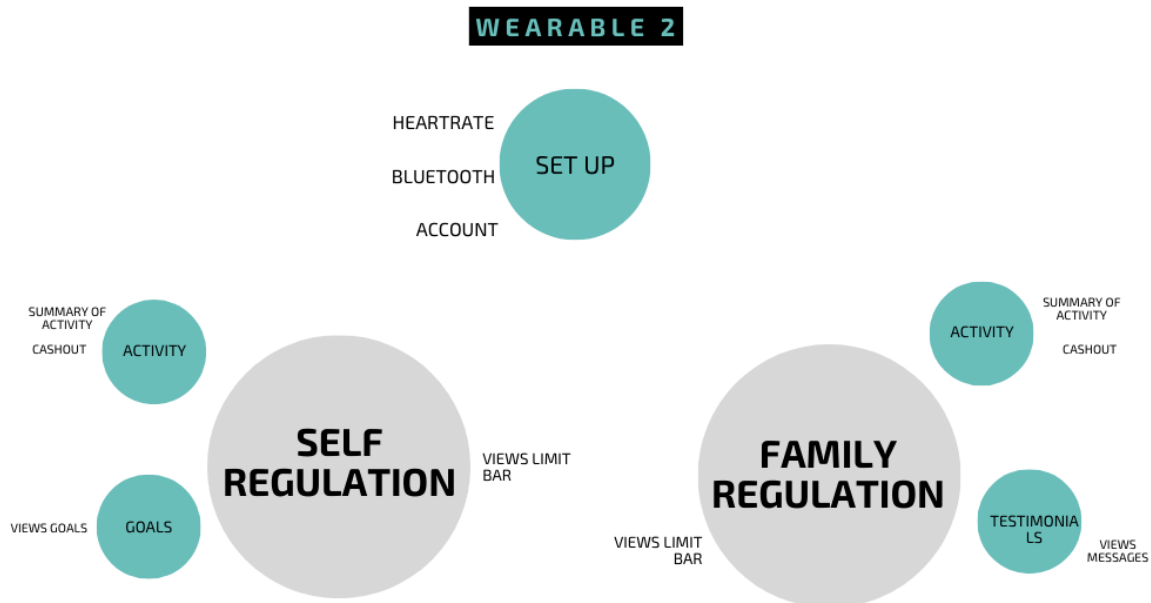 WEARABLE 2
HEARTRATE
BLUETOOTH
ACCOUNT
SET UP
SUMMARY OF
ACTIVITY
CASHOUT
ACTIVITY
SELF
REGULATION
VIEWS LIMIT
BAR
VIEWS GOALS
GOALS
ACTIVITY
SUMMARY OF
ACTIVITY
CASHOUT
FAMILY
REGULATION
VIEWS LIMIT
BAR
TESTIMONIA
LS
VIEWS
MESSAGES